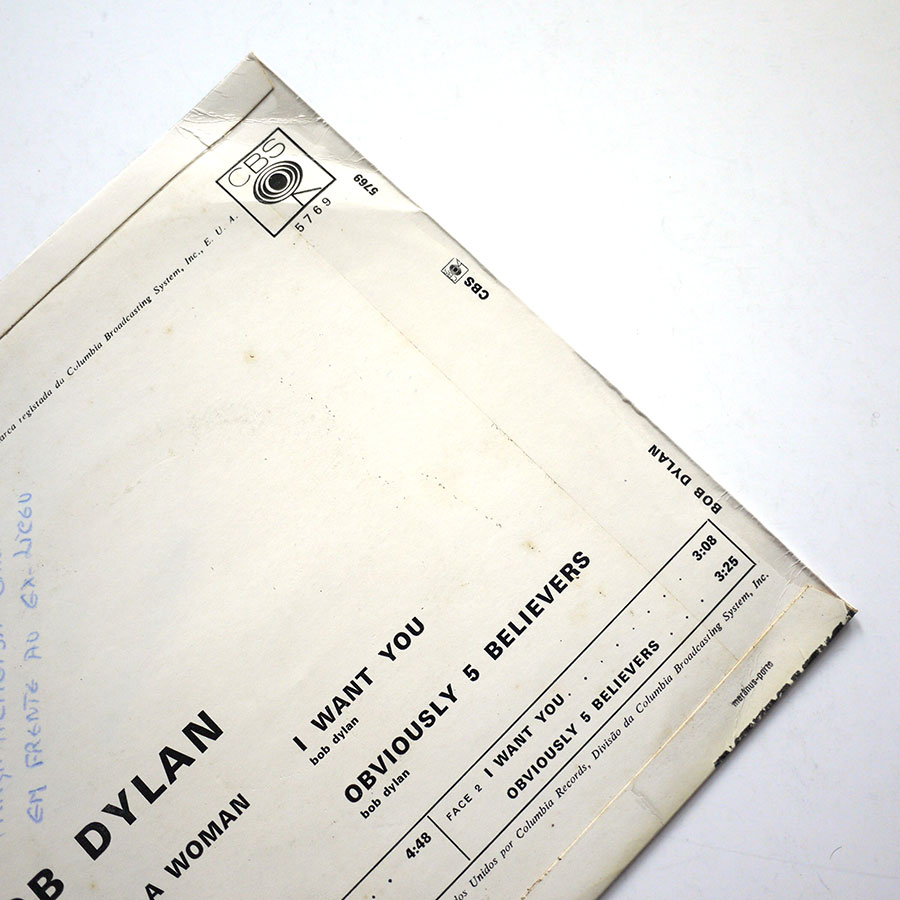 CBS
5769
5769
CBS
BOB DYLAN
registada da Columbia Broadcasting System, Inc., E. U. A.
EM FRENTE AO EX-LICEU
OB DYLAN
A WOMAN
I WANT YOU
bob dylan
OBVIOUSLY 5 BELIEVERS
bob dylan
4:48
FACE 2 I WANT YOU 3:08
OBVIOUSLY 5 BELIEVERS 3:25
Unidos por Columbia Records, Divisão da Columbia Broadcasting System, Inc.